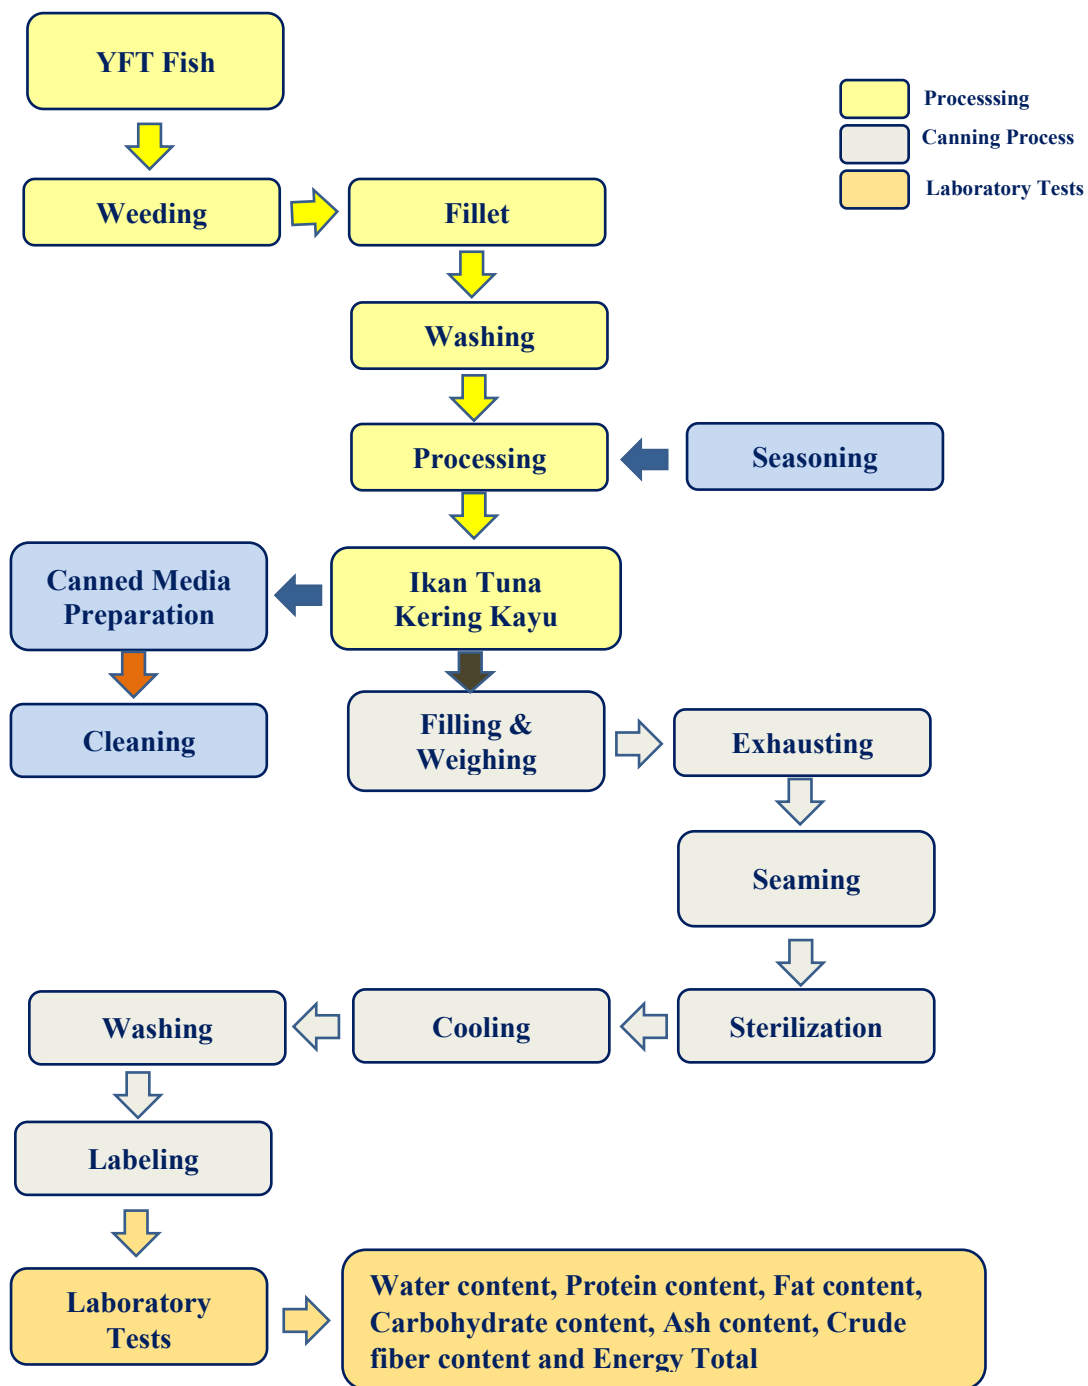 YFT Fish
Processsing
Canning Process
Laboratory Tests
Weeding
Fillet
Washing
Processing
Seasoning
Canned Media
Preparation
Ikan Tuna
Kering Kayu
Cleaning
Filling &
Weighing
Exhausting
Seaming
Washing
Cooling
Sterilization
Labeling
Laboratory
Tests
Water content, Protein content, Fat content,
Carbohydrate content, Ash content, Crude
fiber content and Energy Total